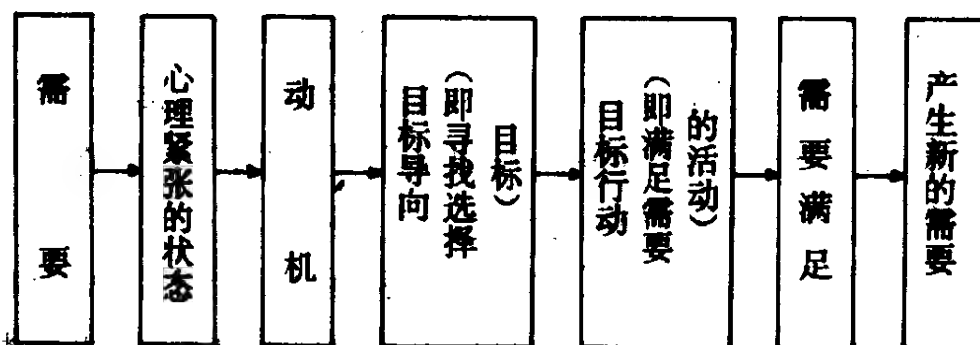 需要
心理紧张的状态
动机
目标导向
（即寻找选择
目标）
目标行动
（即满足需要
的活动）
需要满足
产生新的需要